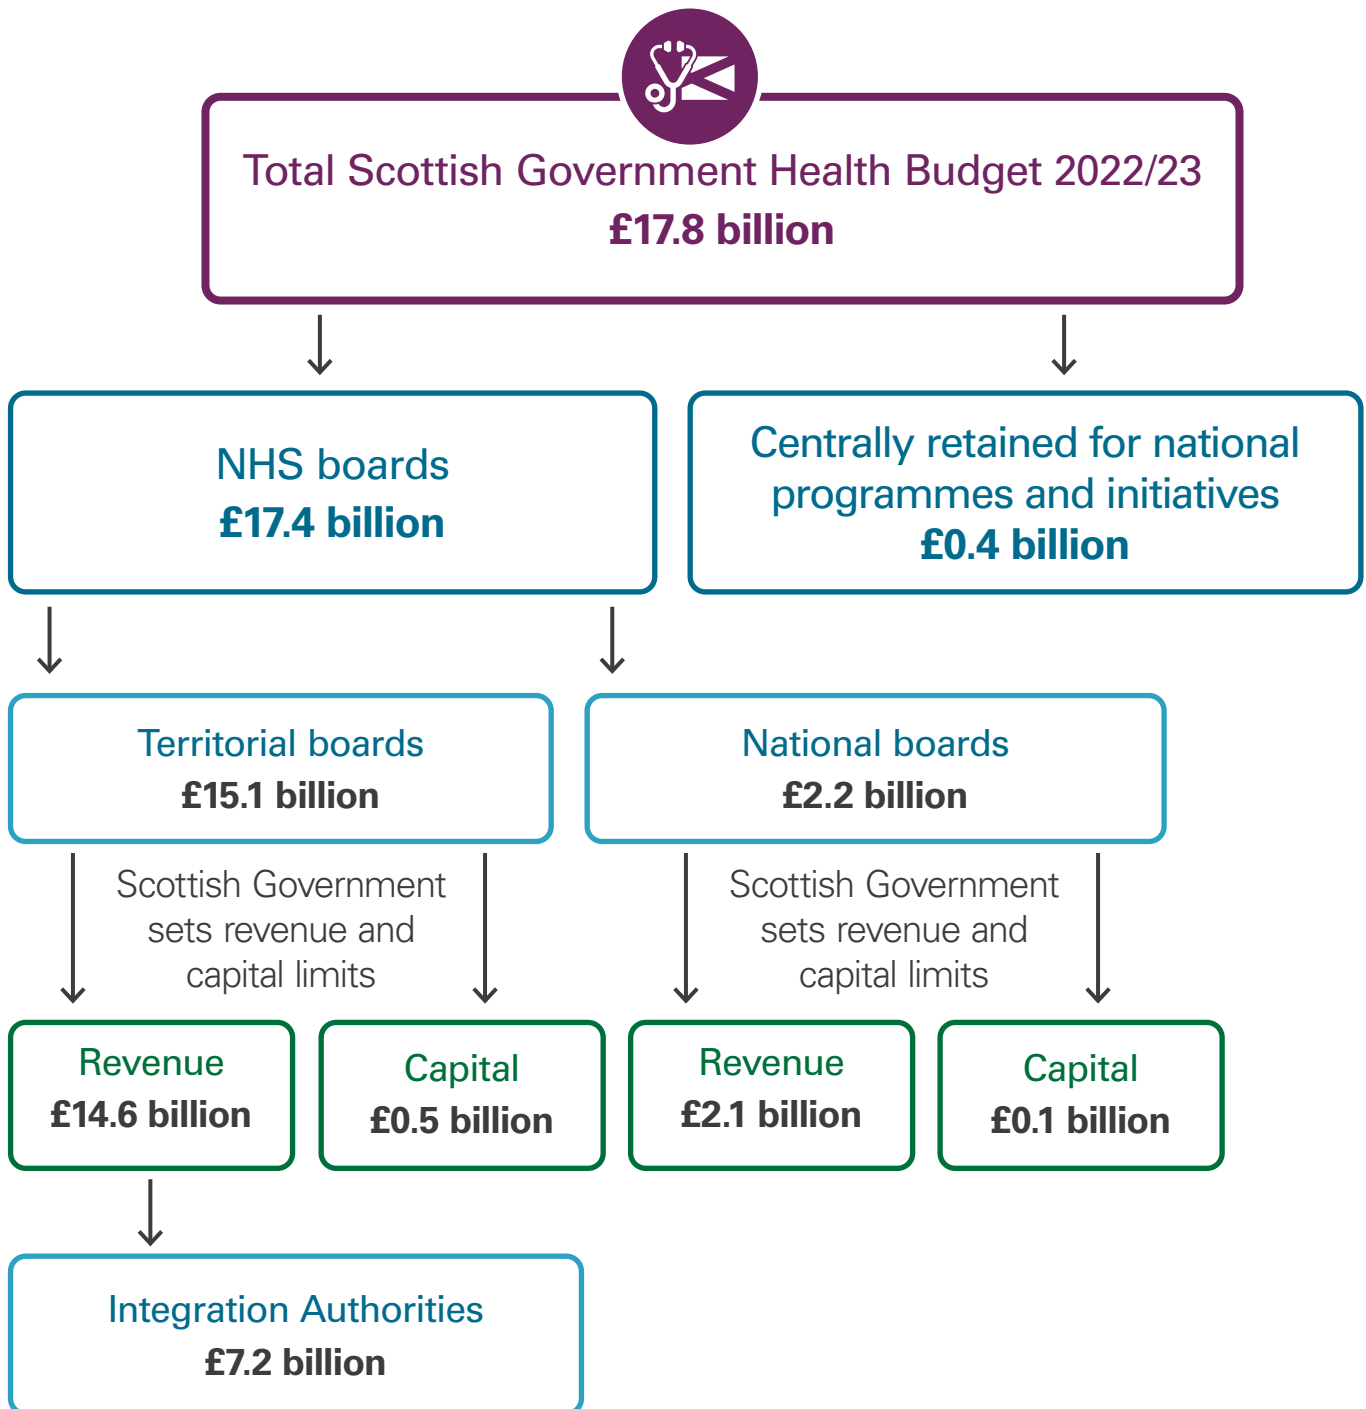 Total Scottish Government Health Budget 2022/23
£17.8 billion
NHS boards
£17.4 billion
Centrally retained for national
programmes and initiatives
£0.4 billion
Territorial boards
£15.1 billion
National boards
£2.2 billion
Scottish Government
sets revenue and
capital limits
Scottish Government
sets revenue and
capital limits
Revenue
£14.6 billion
Capital
£0.5 billion
Revenue
£2.1 billion
Capital
£0.1 billion
Integration Authorities
£7.2 billion